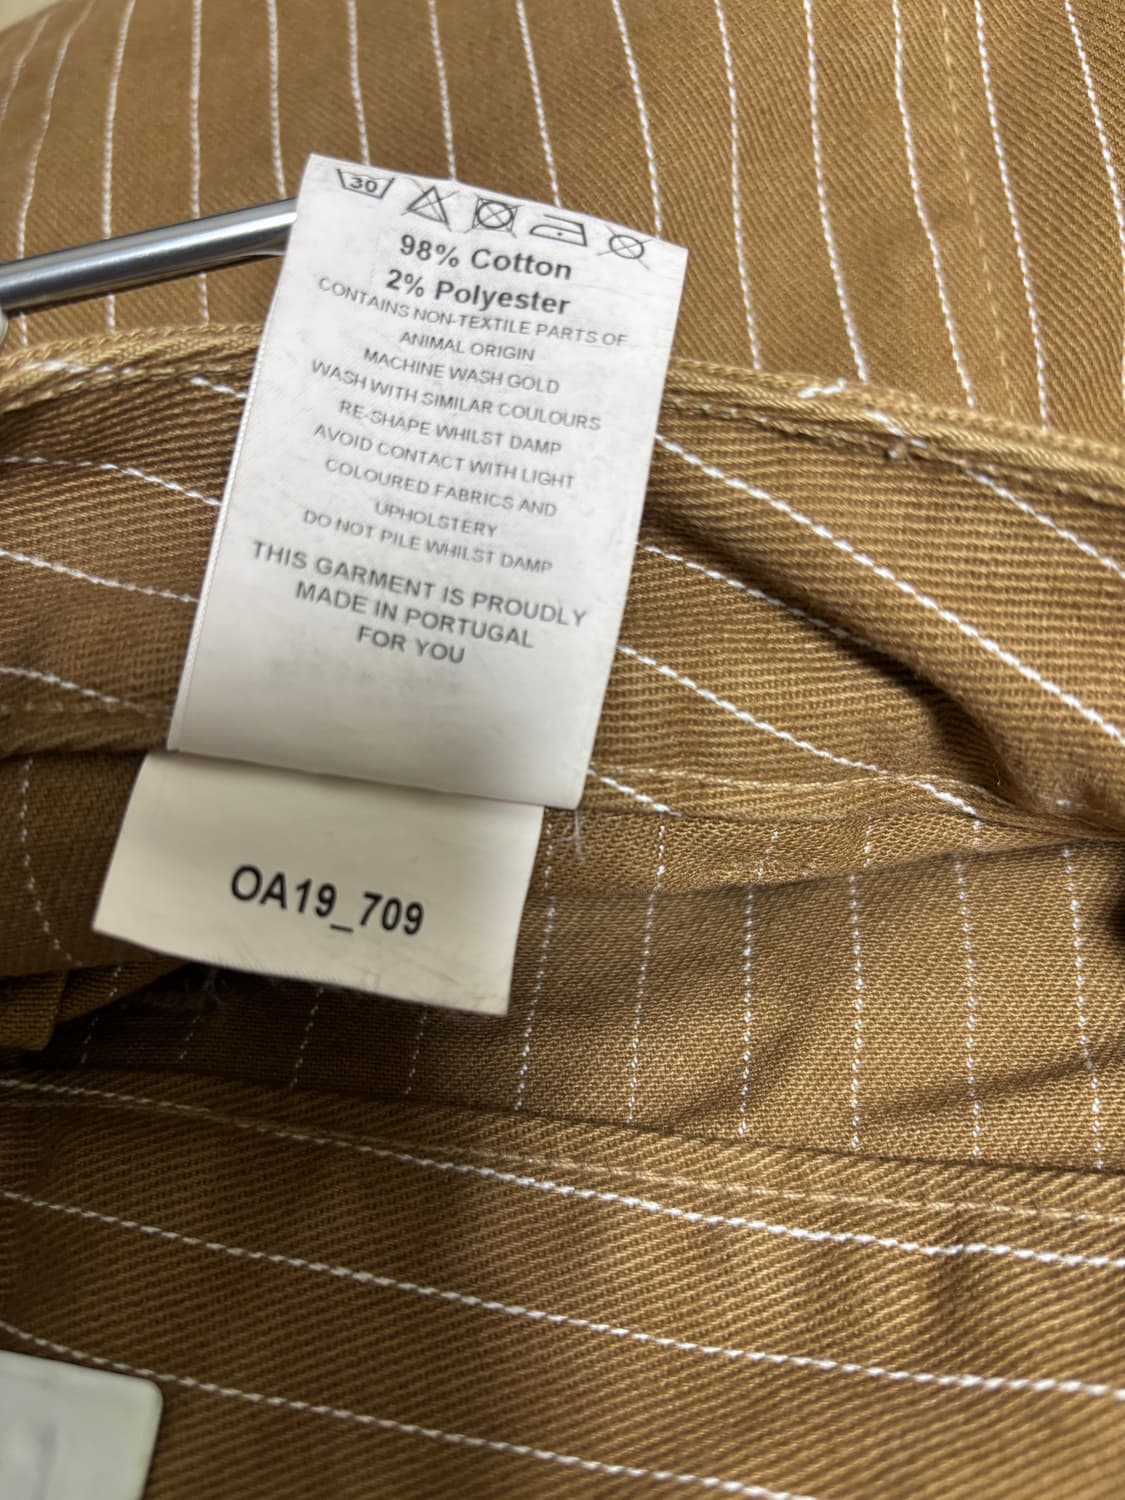 30
98% Cotton
2% Polyester
CONTAINS NON-TEXTILE PARTS OF
ANIMAL ORIGIN
MACHINE WASH GOLD
WASH WITH SIMILAR COULOURS
RE-SHAPE WHILST DAMP
AVOID CONTACT WITH LIGHT
COLOURED FABRICS AND
UPHOLSTERY
DO NOT PILE WHILST DAMP
THIS GARMENT IS PROUDLY
MADE IN PORTUGAL
FOR YOU
OA19_709